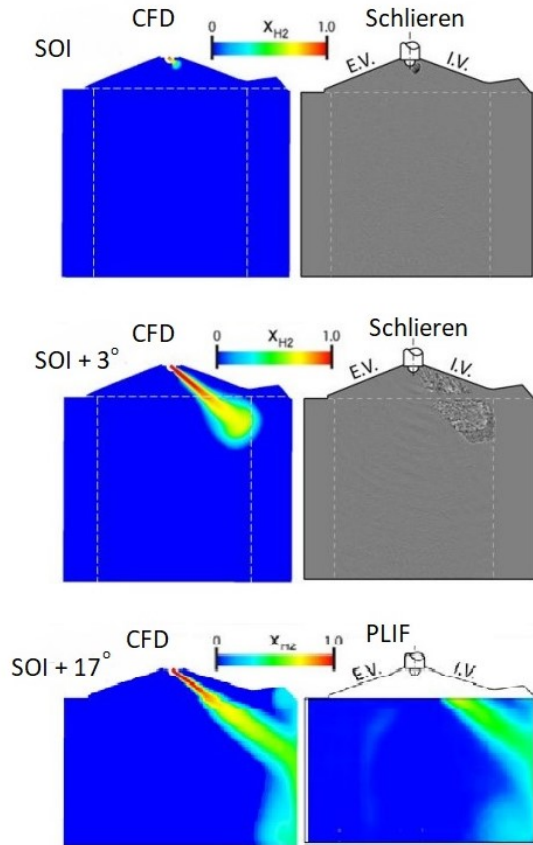 CFD X_H2 Schlieren
SOI 0 1.0
E.V. I.V.
CFD X_H2 Schlieren
SOI + 3° 0 1.0
E.V. I.V.
CFD X_H2 PLIF
SOI + 17° 0 1.0
E.V. I.V.